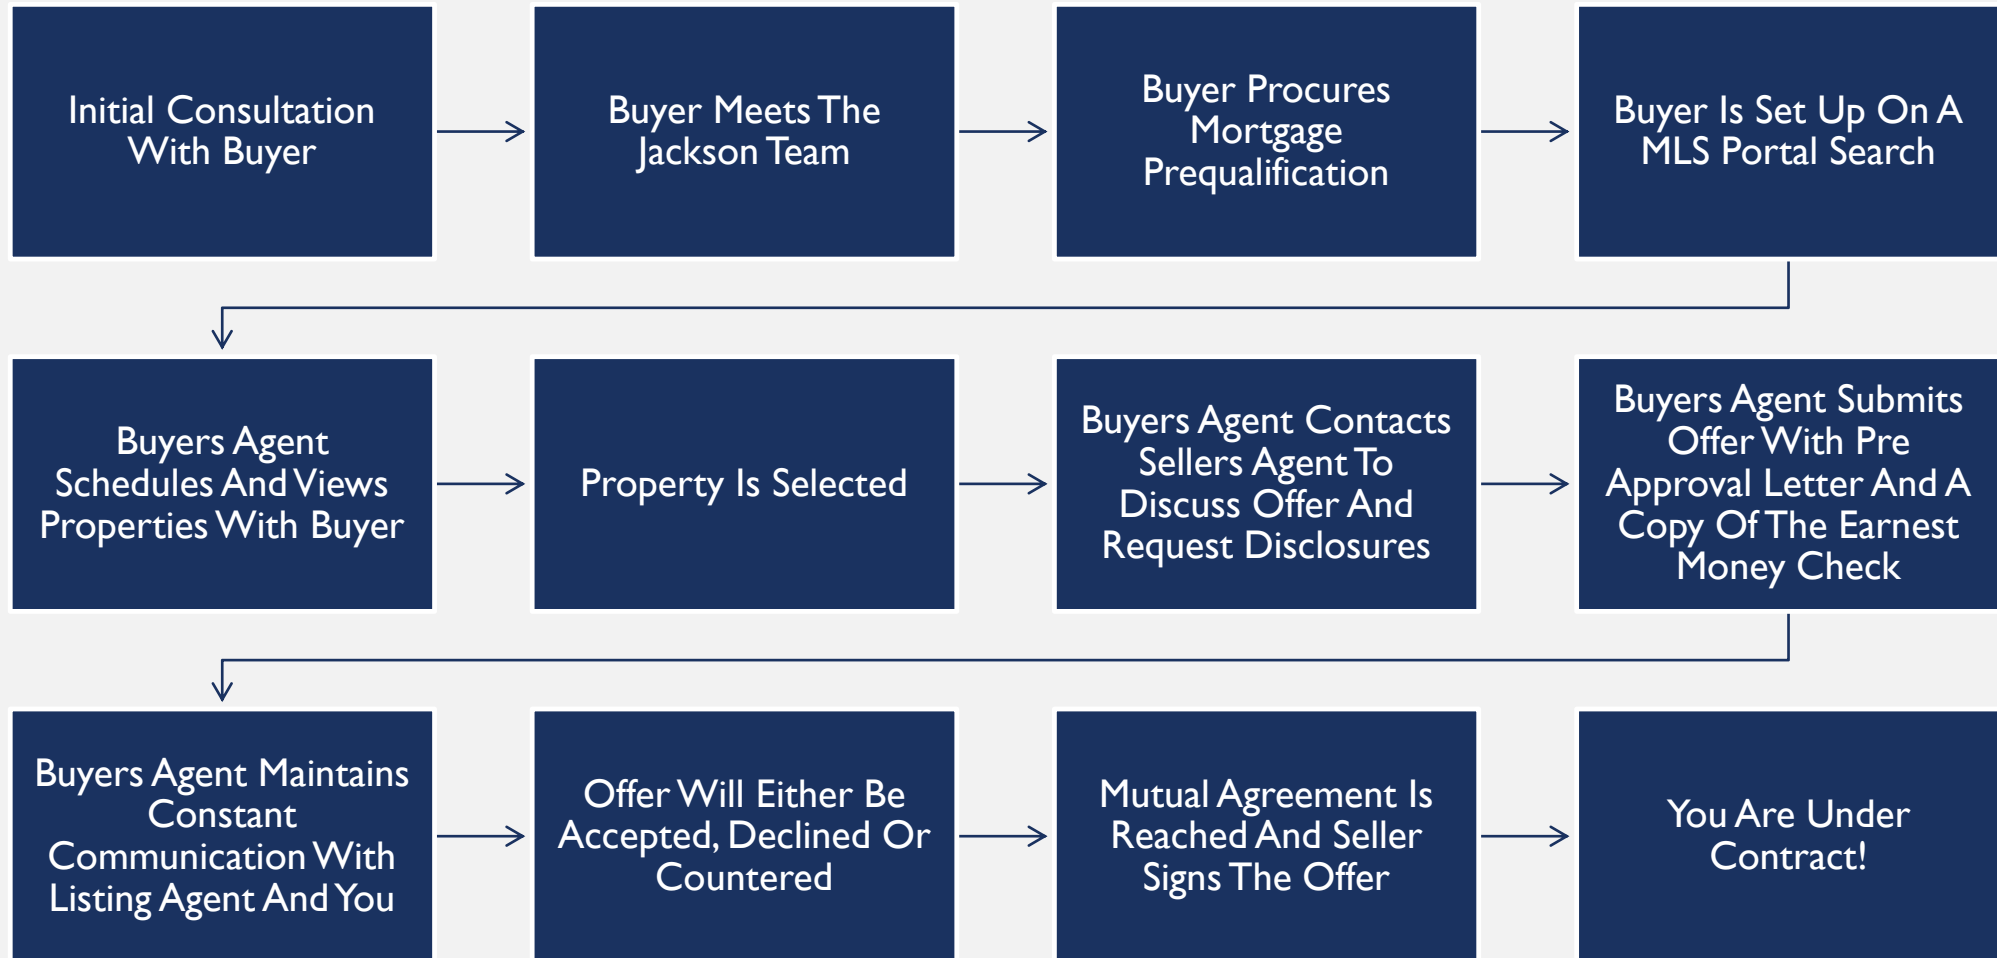 Initial Consultation
With Buyer
Buyer Meets The
Jackson Team
Buyer Procures
Mortgage
Prequalification
Buyer Is Set Up On A
MLS Portal Search
Buyers Agent
Schedules And Views
Properties With Buyer
Property Is Selected
Buyers Agent Contacts
Sellers Agent To
Discuss Offer And
Request Disclosures
Buyers Agent Submits
Offer With Pre
Approval Letter And A
Copy Of The Earnest
Money Check
Buyers Agent Maintains
Constant
Communication With
Listing Agent And You
Offer Will Either Be
Accepted, Declined Or
Countered
Mutual Agreement Is
Reached And Seller
Signs The Offer
You Are Under
Contract!